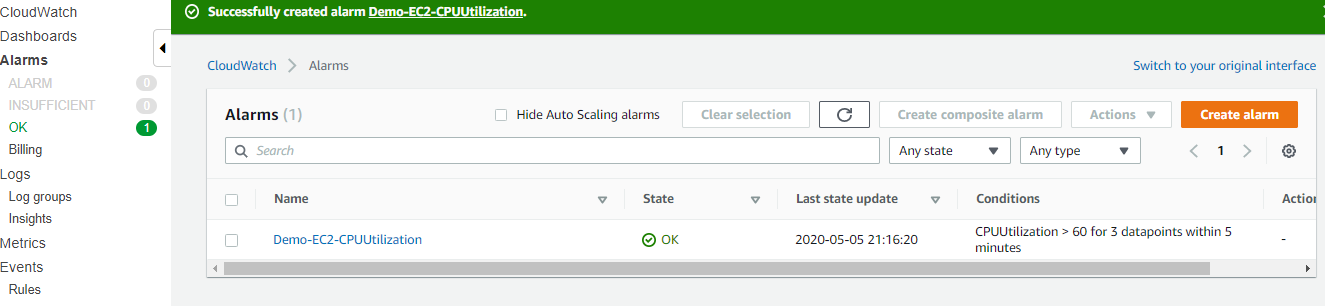 CloudWatch
Dashboards
Alarms
ALARM 0
INSUFFICIENT 0
OK 1
Billing
Logs
Log groups
Insights
Metrics
Events
Rules
Successfully created alarm Demo-EC2-CPUUtilization.
CloudWatch Alarms
Switch to your original interface
Alarms (1)
Hide Auto Scaling alarms
Clear selection
Create composite alarm
Actions
Create alarm
Search
Any state
Any type
1
Name State Last state update Conditions Action
Demo-EC2-CPUUtilization OK 2020-05-05 21:16:20 CPUUtilization > 60 for 3 datapoints within 5
minutes -